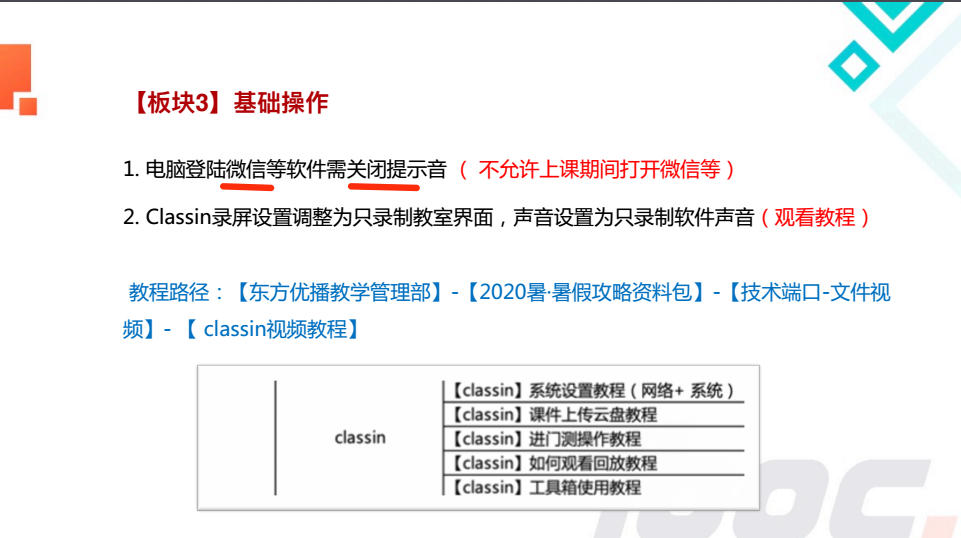 【板块3】基础操作
1. 电脑登陆微信等软件需关闭提示音（ 不允许上课期间打开微信等）
2. Classin录屏设置调整为只录制教室界面，声音设置为只录制软件声音（观看教程）
教程路径：【东方优播教学管理部】-【2020暑·暑假攻略资料包】-【技术端口-文件视
频】- 【 classin视频教程】
classin
【classin】系统设置教程（网络+ 系统）
【classin】课件上传云盘教程
【classin】进门测操作教程
【classin】如何观看回放教程
【classin】工具箱使用教程